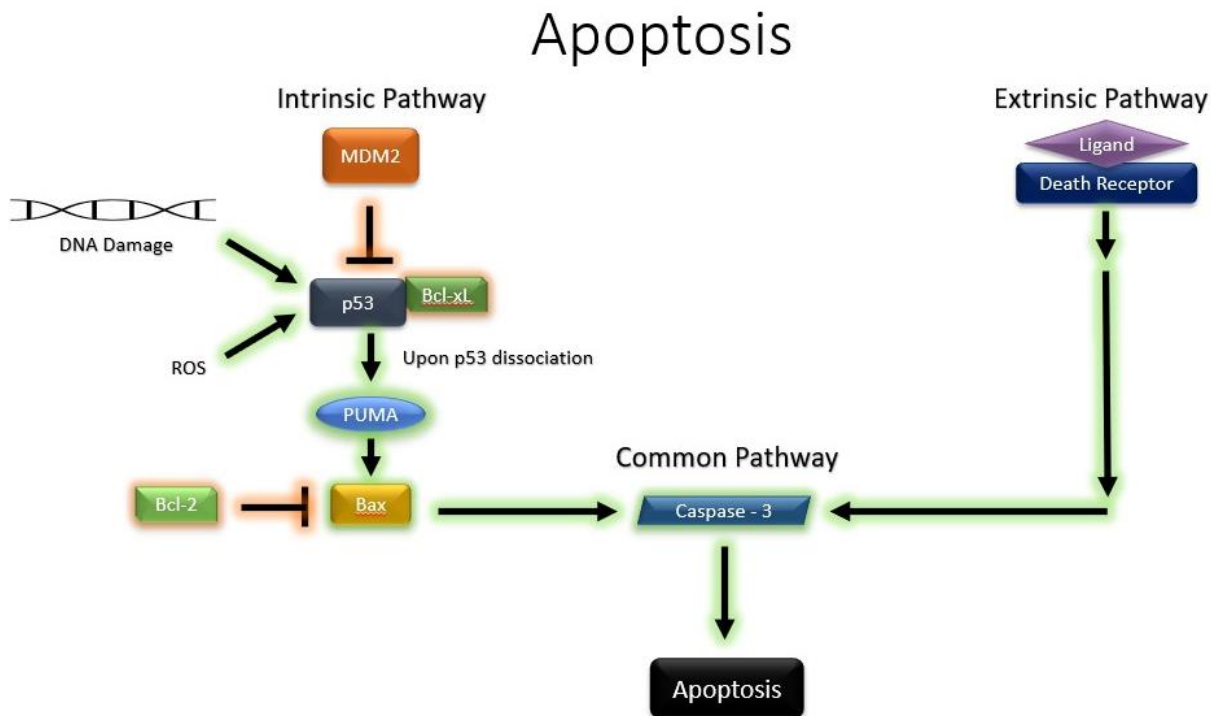 Apoptosis
Intrinsic Pathway
MDM2
DNA Damage
p53
Bcl-xL
ROS
Upon p53 dissociation
PUMA
Bcl-2
Bax
Extrinsic Pathway
Ligand
Death Receptor
Common Pathway
Caspase - 3
Apoptosis